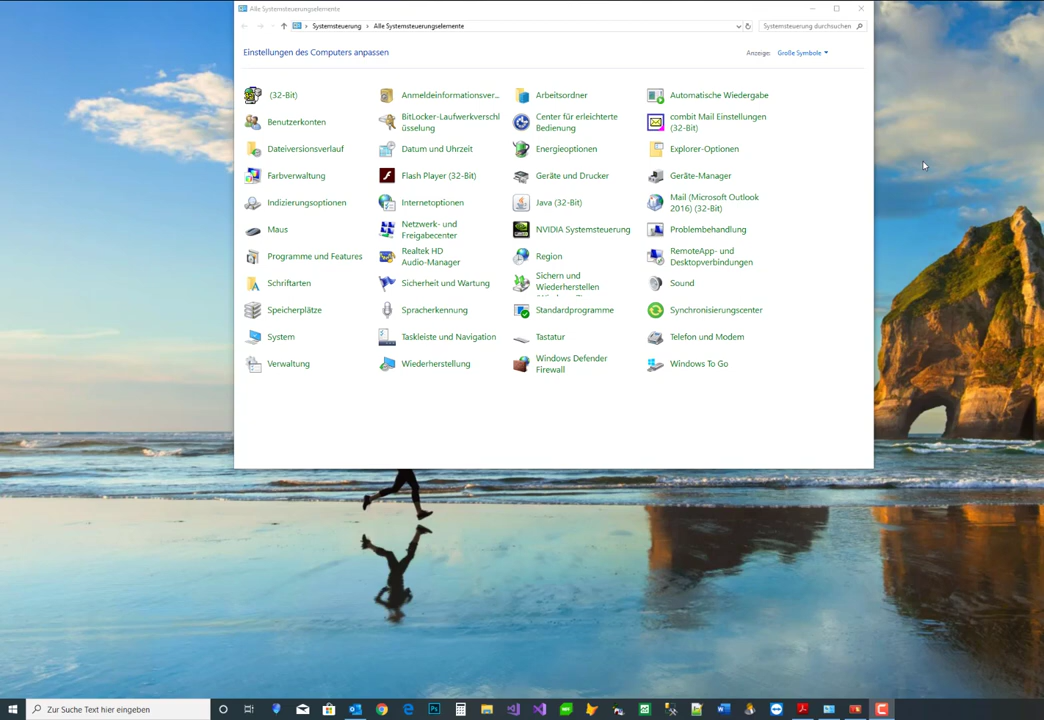 Alle Systemsteuerungselemente
Systemsteuerung › Alle Systemsteuerungselemente
Systemsteuerung durchsuchen
Einstellungen des Computers anpassen
Anzeige: Große Symbole
(32-Bit)
Anmeldeinformationsver...
Arbeitsordner
Automatische Wiedergabe
Benutzerkonten
BitLocker-Laufwerkverschl
üsselung
Center für erleichterte
Bedienung
combit Mail Einstellungen
(32-Bit)
Dateiversionsverlauf
Datum und Uhrzeit
Energieoptionen
Explorer-Optionen
Farbverwaltung
Flash Player (32-Bit)
Geräte und Drucker
Geräte-Manager
Indizierungsoptionen
Internetoptionen
Java (32-Bit)
Mail (Microsoft Outlook
2016) (32-Bit)
Maus
Netzwerk- und
Freigabecenter
NVIDIA Systemsteuerung
Problembehandlung
Programme und Features
Realtek HD
Audio-Manager
Region
RemoteApp- und
Desktopverbindungen
Schriftarten
Sicherheit und Wartung
Sichern und
Wiederherstellen
Sound
Speicherplätze
Spracherkennung
Standardprogramme
Synchronisierungscenter
System
Taskleiste und Navigation
Tastatur
Telefon und Modem
Verwaltung
Wiederherstellung
Windows Defender
Firewall
Windows To Go
Zur Suche Text hier eingeben